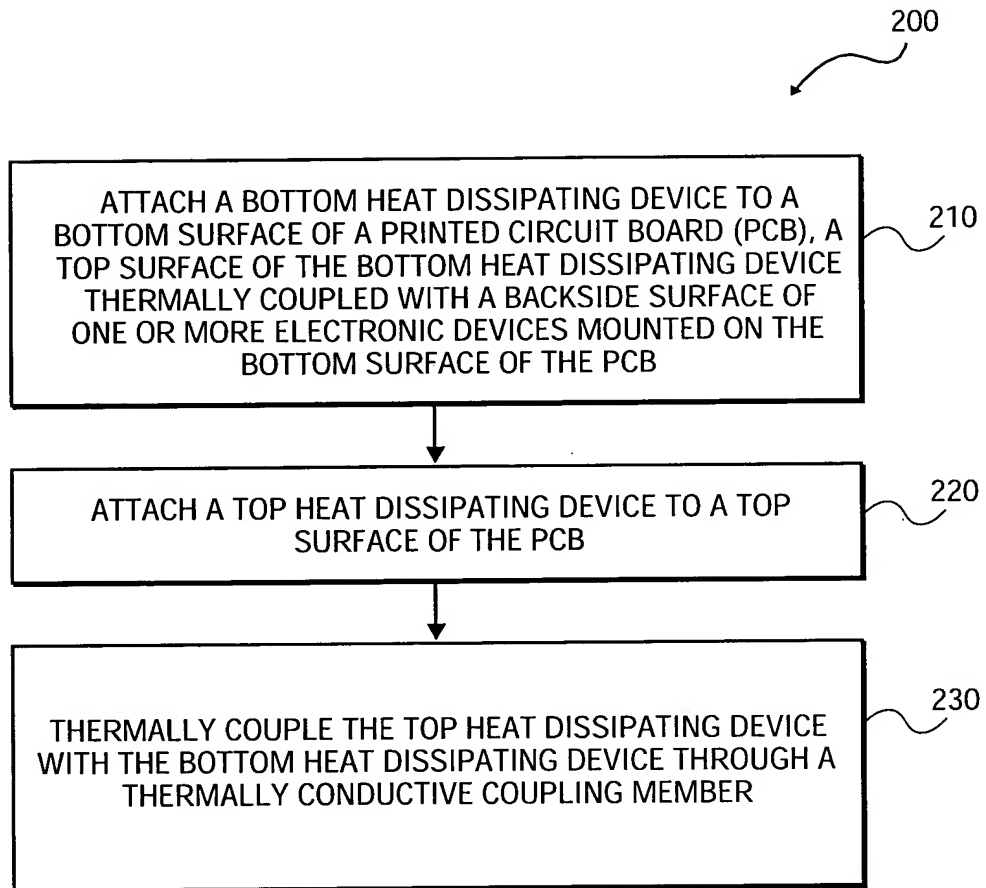 200
ATTACH A BOTTOM HEAT DISSIPATING DEVICE TO A
BOTTOM SURFACE OF A PRINTED CIRCUIT BOARD (PCB), A
TOP SURFACE OF THE BOTTOM HEAT DISSIPATING DEVICE
THERMALLY COUPLED WITH A BACKSIDE SURFACE OF
ONE OR MORE ELECTRONIC DEVICES MOUNTED ON THE
BOTTOM SURFACE OF THE PCB
210
ATTACH A TOP HEAT DISSIPATING DEVICE TO A TOP
SURFACE OF THE PCB
220
THERMALLY COUPLE THE TOP HEAT DISSIPATING DEVICE
WITH THE BOTTOM HEAT DISSIPATING DEVICE THROUGH A
THERMALLY CONDUCTIVE COUPLING MEMBER
230